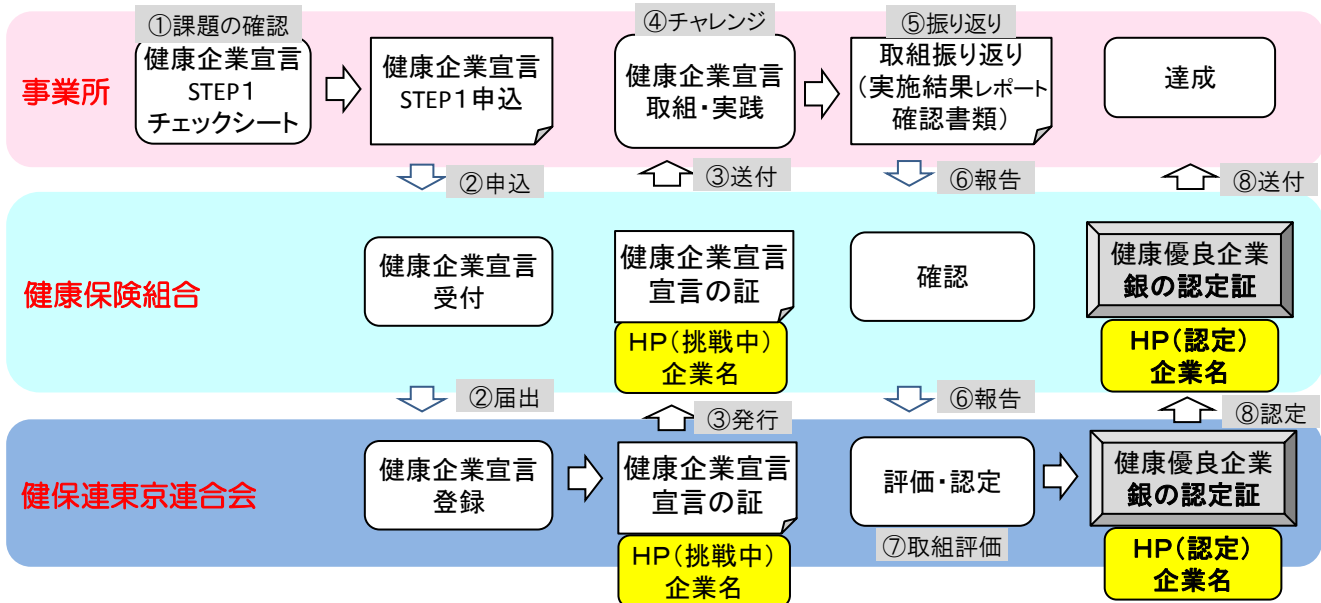 ①課題の確認
健康企業宣言
STEP1
チェックシート
健康企業宣言
STEP1申込
④チャレンジ
健康企業宣言
取組・実践
⑤振り返り
取組振り返り
(実施結果レポート
確認書類)
達成
事業所
②申込
③送付
⑥報告
⑧送付
健康保険組合
健康企業宣言
受付
健康企業宣言
宣言の証
HP(挑戦中)
企業名
確認
健康優良企業
銀の認定証
HP(認定)
企業名
②届出
③発行
⑥報告
⑧認定
健保連東京連合会
健康企業宣言
登録
健康企業宣言
宣言の証
HP(挑戦中)
企業名
評価・認定
⑦取組評価
健康優良企業
銀の認定証
HP(認定)
企業名